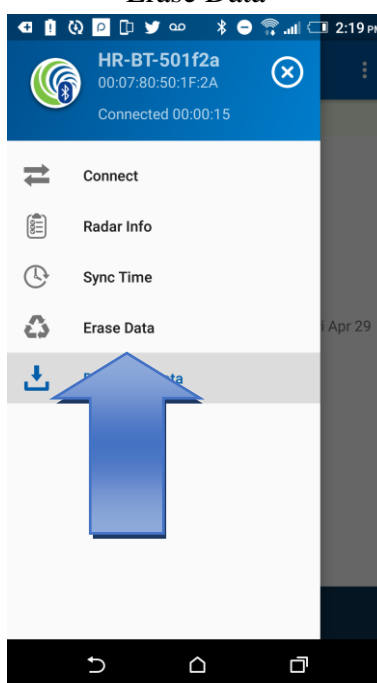 Erase Data
2:19 PM
HR-BT-501f2a
00:07:80:50:1F:2A
Connected 00:00:15
Connect
Radar Info
Sync Time
Erase Data
Apr 29